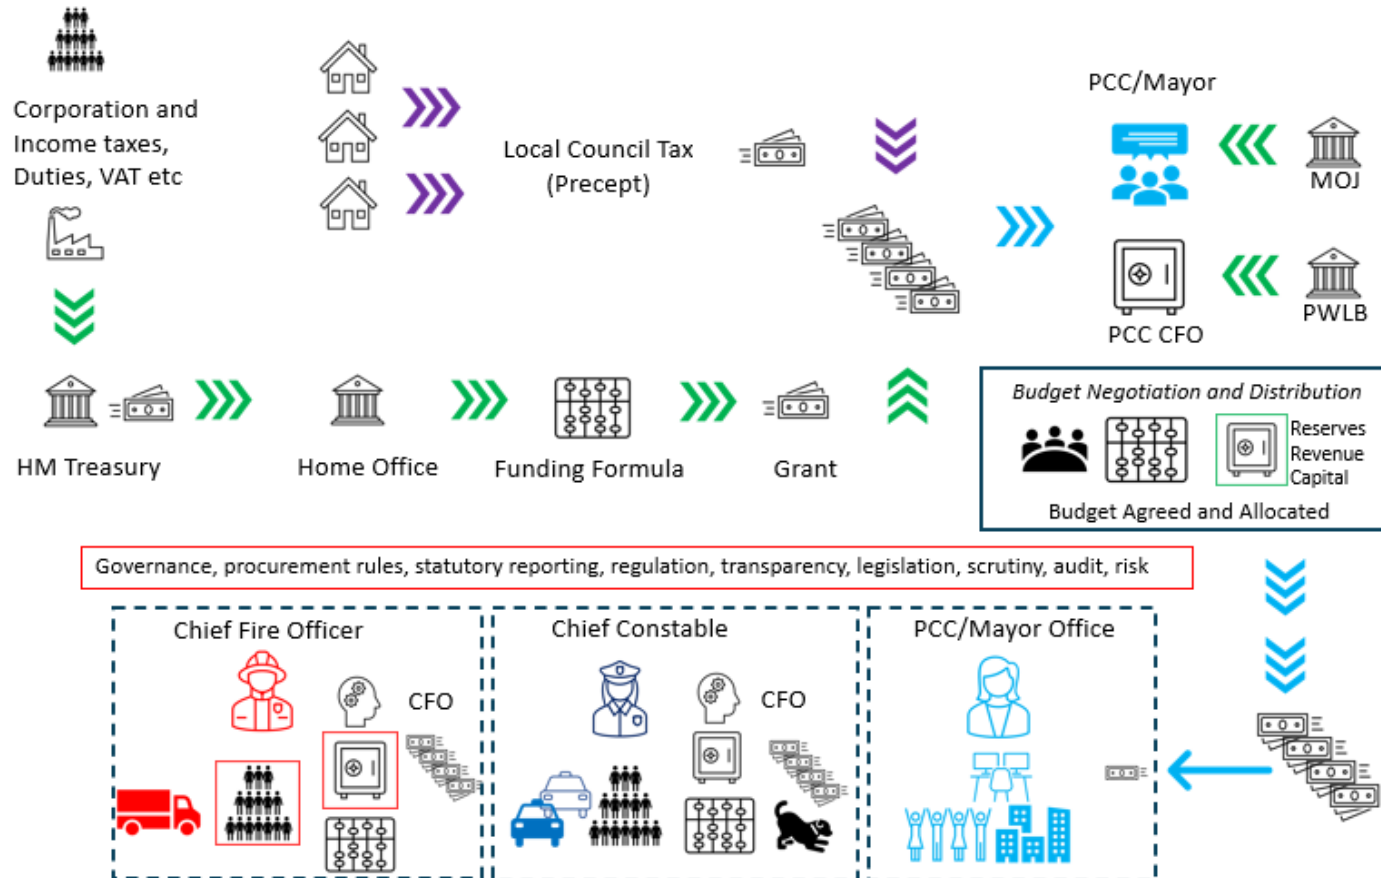 Corporation and
Income taxes,
Duties, VAT etc
Local Council Tax
(Precept)
PCC/Mayor
MOJ
PWLB
PCC CFO
HM Treasury
Home Office
Funding Formula
Grant
Budget Negotiation and Distribution
Reserves
Revenue
Capital
Budget Agreed and Allocated
Governance, procurement rules, statutory reporting, regulation, transparency, legislation, scrutiny, audit, risk
Chief Fire Officer
CFO
Chief Constable
CFO
PCC/Mayor Office